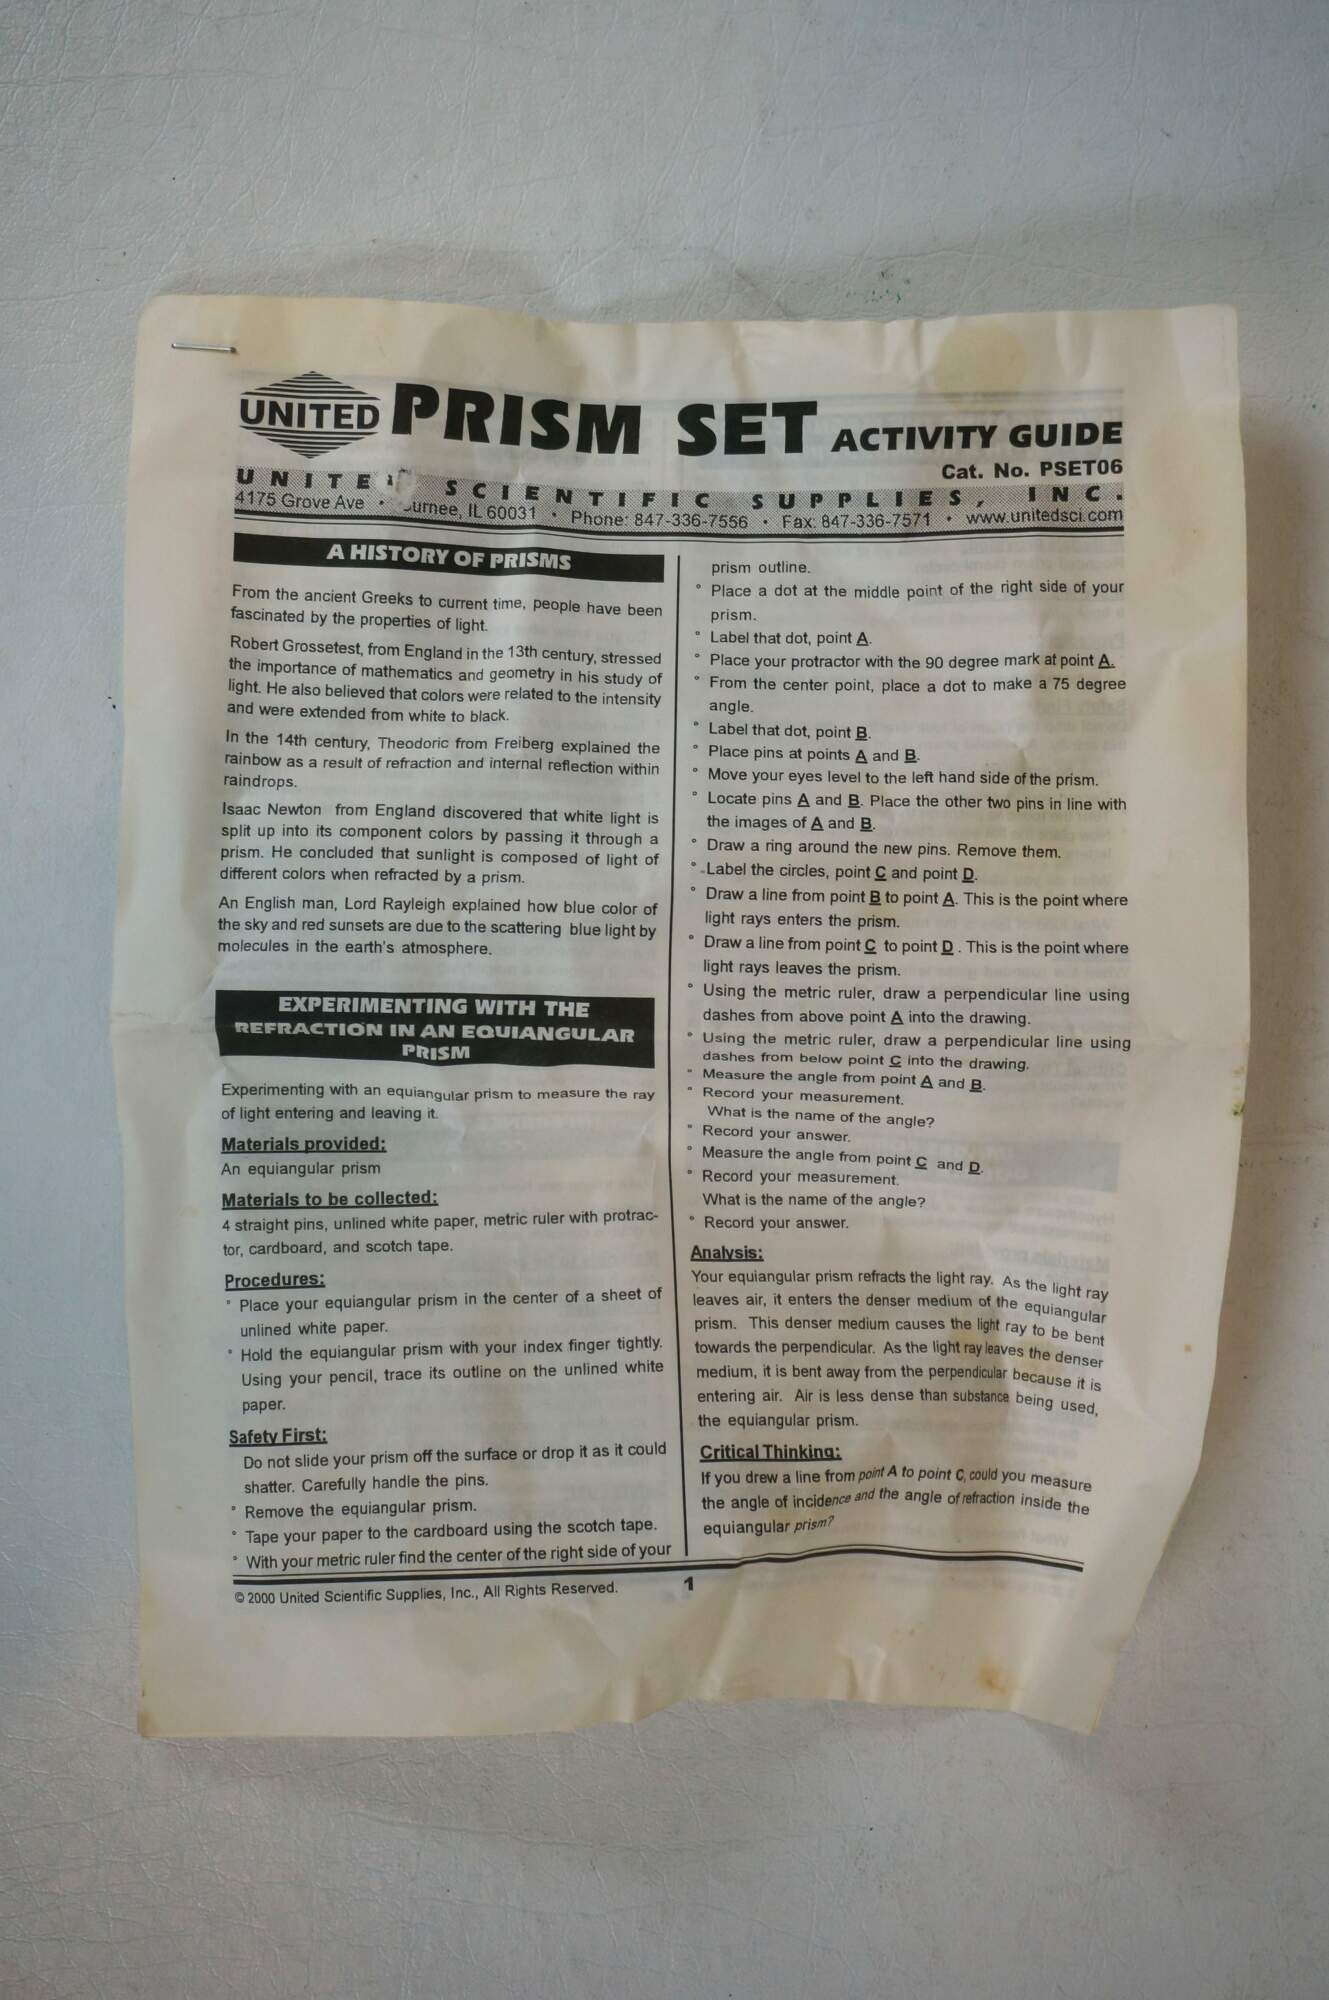 UNITED PRISM SET ACTIVITY GUIDE
Cat. No. PSET06
UNITE SCIENTIFIC SUPPLIES, INC.
4175 Grove Ave • urnee, IL 60031 • Phone: 847-336-7556 • Fax: 847-336-7571 • www.unitedsci.com
A HISTORY OF PRISMS
From the ancient Greeks to current time, people have been
fascinated by the properties of light.
Robert Grossetest, from England in the 13th century, stressed
the importance of mathematics and geometry in his study of
light. He also believed that colors were related to the intensity
and were extended from white to black.
In the 14th century, Theodoric from Freiberg explained the
rainbow as a result of refraction and internal reflection within
raindrops.
Isaac Newton from England discovered that white light is
split up into its component colors by passing it through a
prism. He concluded that sunlight is composed of light of
different colors when refracted by a prism.
An English man, Lord Rayleigh explained how blue color of
the sky and red sunsets are due to the scattering blue light by
molecules in the earth's atmosphere.
EXPERIMENTING WITH THE
REFRACTION IN AN EQUIANGULAR
PRISM
Experimenting with an equiangular prism to measure the ray
of light entering and leaving it.
Materials provided:
An equiangular prism
Materials to be collected:
4 straight pins, unlined white paper, metric ruler with protrac-
tor, cardboard, and scotch tape.
Procedures:
° Place your equiangular prism in the center of a sheet of
unlined white paper.
° Hold the equiangular prism with your index finger tightly.
Using your pencil, trace its outline on the unlined white
paper.
Safety First:
Do not slide your prism off the surface or drop it as it could
shatter. Carefully handle the pins.
° Remove the equiangular prism.
° Tape your paper to the cardboard using the scotch tape.
° With your metric ruler find the center of the right side of your
prism outline.
° Place a dot at the middle point of the right side of your
prism.
° Label that dot, point A.
° Place your protractor with the 90 degree mark at point A.
° From the center point, place a dot to make a 75 degree
angle.
° Label that dot, point B.
° Place pins at points A and B.
° Move your eyes level to the left hand side of the prism.
° Locate pins A and B. Place the other two pins in line with
the images of A and B.
° Draw a ring around the new pins. Remove them.
° Label the circles, point C and point D.
° Draw a line from point B to point A. This is the point where
light rays enters the prism.
° Draw a line from point C to point D . This is the point where
light rays leaves the prism.
° Using the metric ruler, draw a perpendicular line using
dashes from above point A into the drawing.
° Using the metric ruler, draw a perpendicular line using
dashes from below point C into the drawing.
° Measure the angle from point A and B.
° Record your measurement.
What is the name of the angle?
° Record your answer.
° Measure the angle from point C and D.
° Record your measurement.
What is the name of the angle?
° Record your answer.
Analysis:
Your equiangular prism refracts the light ray. As the light ray
leaves air, it enters the denser medium of the equiangular
prism. This denser medium causes the light ray to be bent
towards the perpendicular. As the light ray leaves the denser
medium, it is bent away from the perpendicular because it is
entering air. Air is less dense than substance being used,
the equiangular prism.
Critical Thinking:
If you drew a line from point A to point C, could you measure
the angle of incidence and the angle of refraction inside the
equiangular prism?
© 2000 United Scientific Supplies, Inc., All Rights Reserved.
1